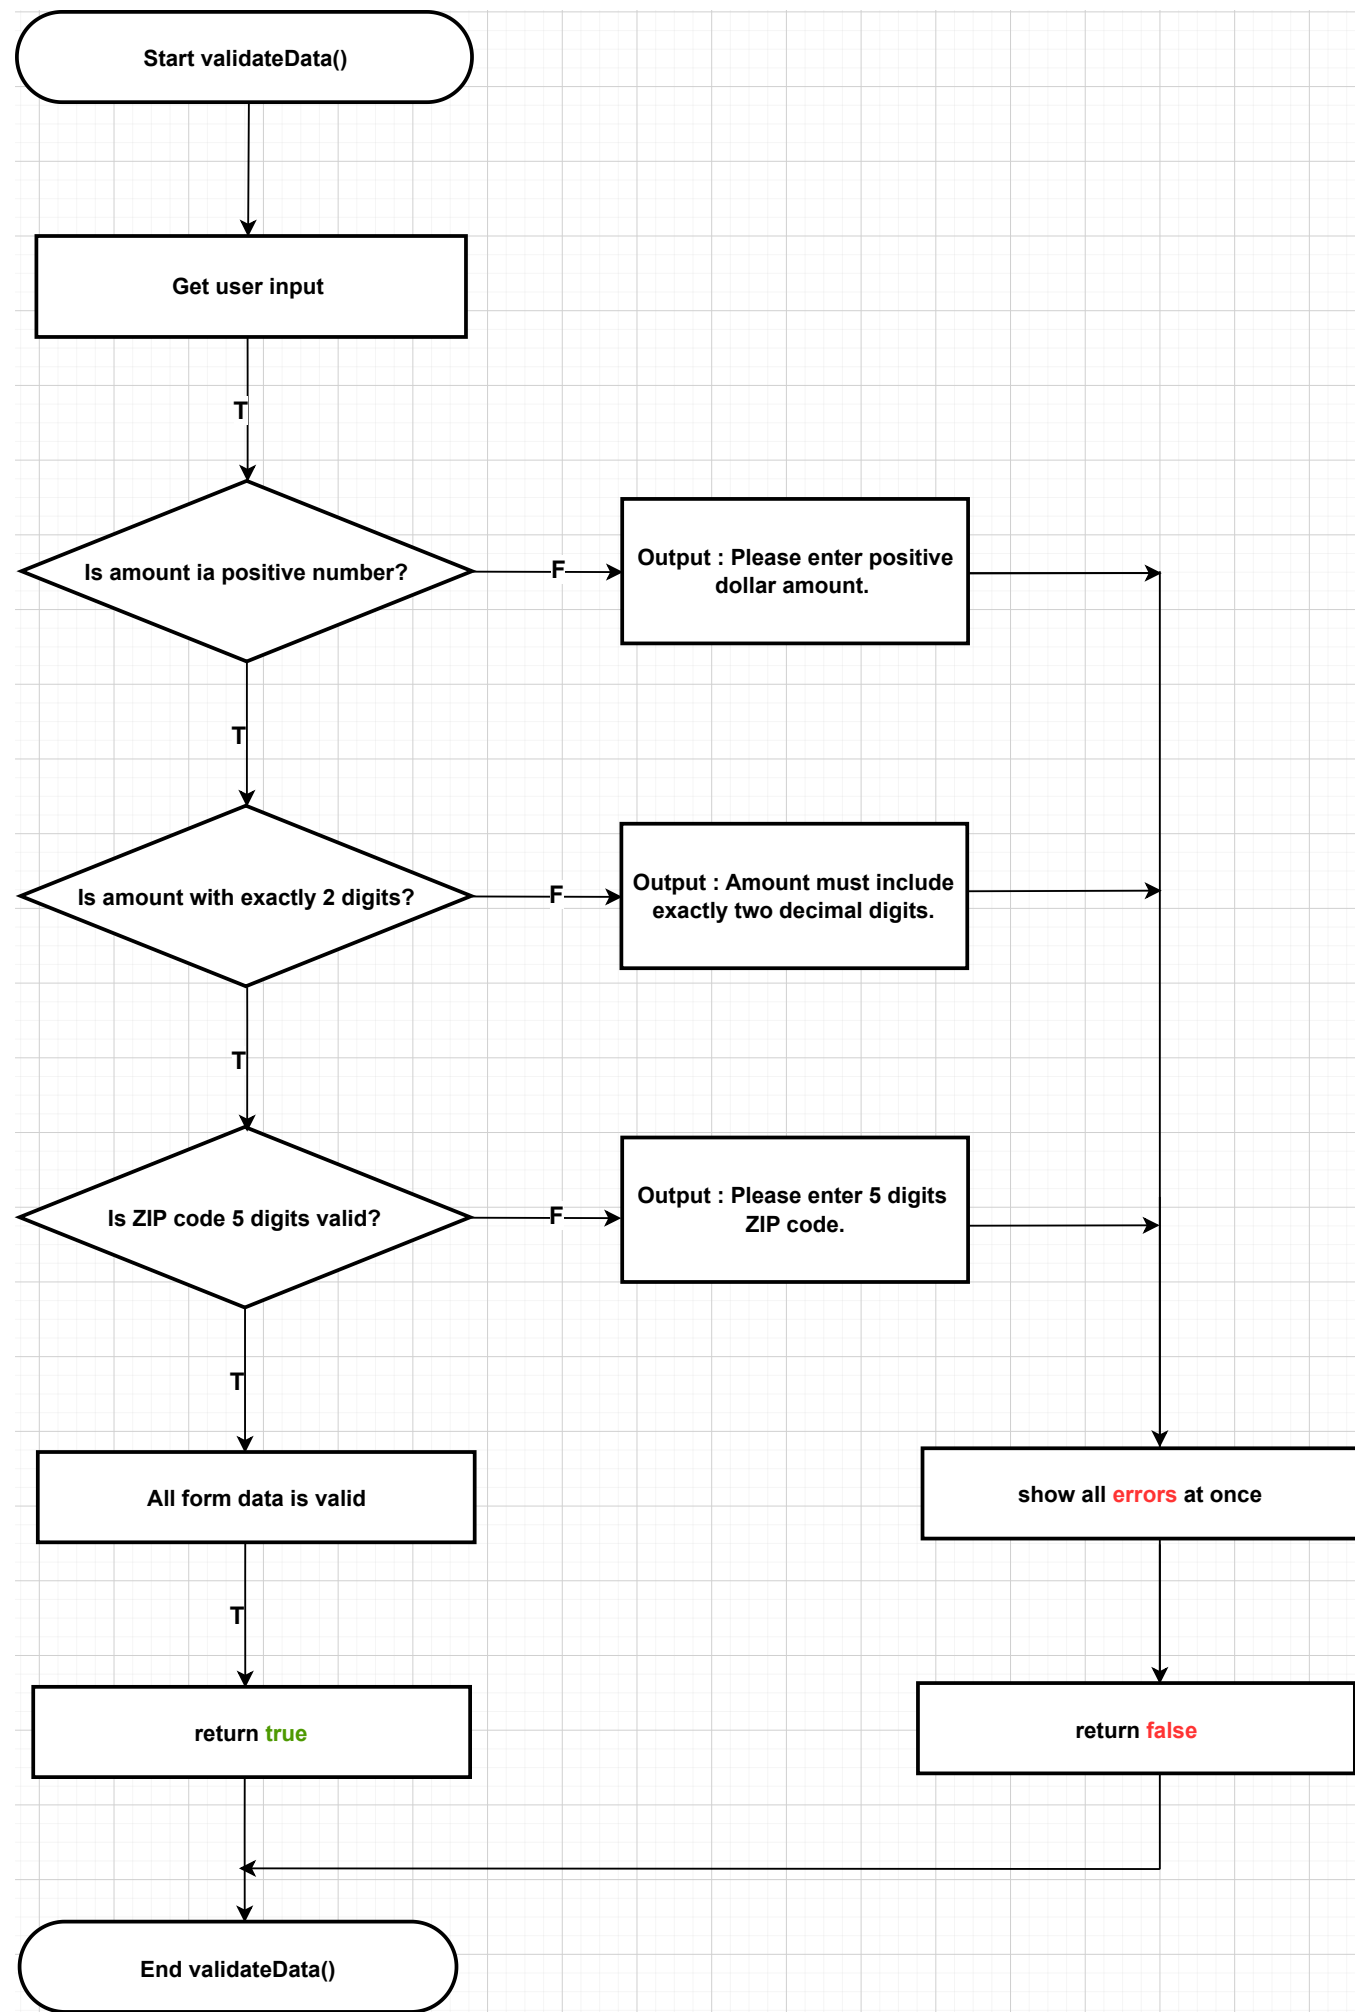 Start validateData()
Get user input
T
Is amount ia positive number?
F
Output : Please enter positive
dollar amount.
T
Is amount with exactly 2 digits?
F
Output : Amount must include
exactly two decimal digits.
T
Is ZIP code 5 digits valid?
F
Output : Please enter 5 digits
ZIP code.
T
All form data is valid
show all errors at once
T
return true
return false
End validateData()